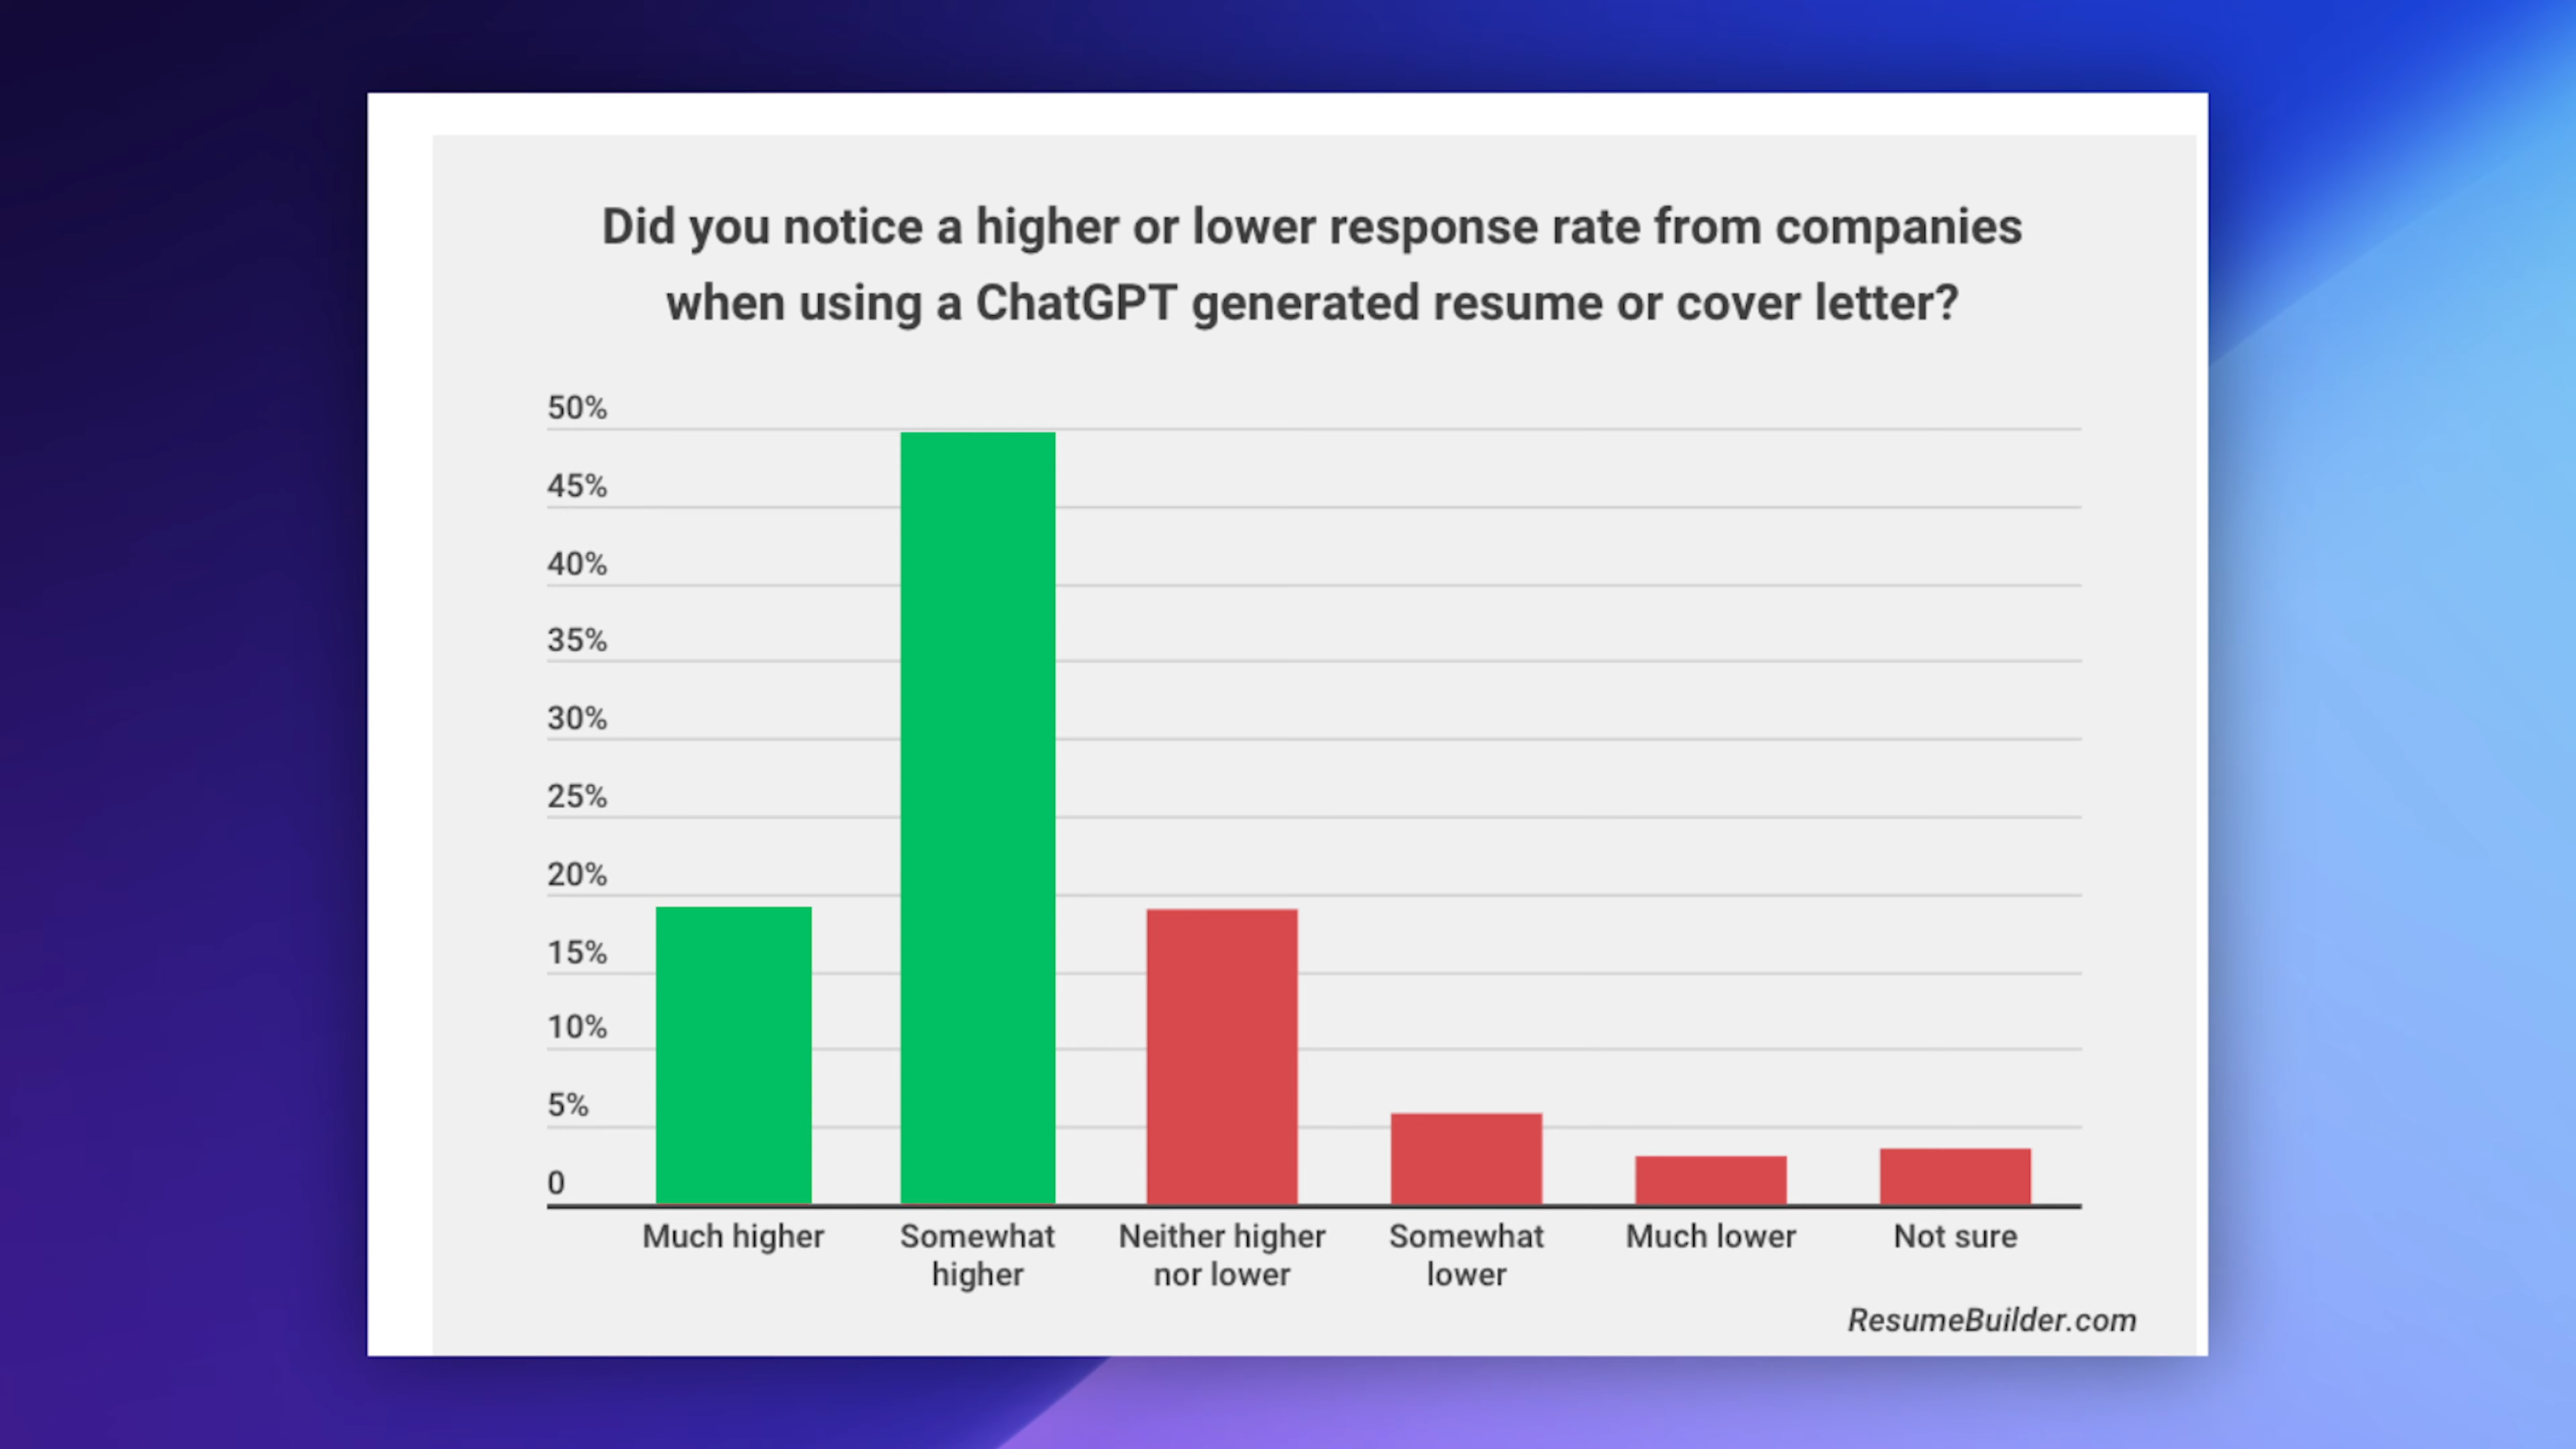 Did you notice a higher or lower response rate from companies
when using a ChatGPT generated resume or cover letter?
50%
45%
40%
35%
30%
25%
20%
15%
10%
5%
0
Much higher
Somewhat
higher
Neither higher
nor lower
Somewhat
lower
Much lower
Not sure
ResumeBuilder.com